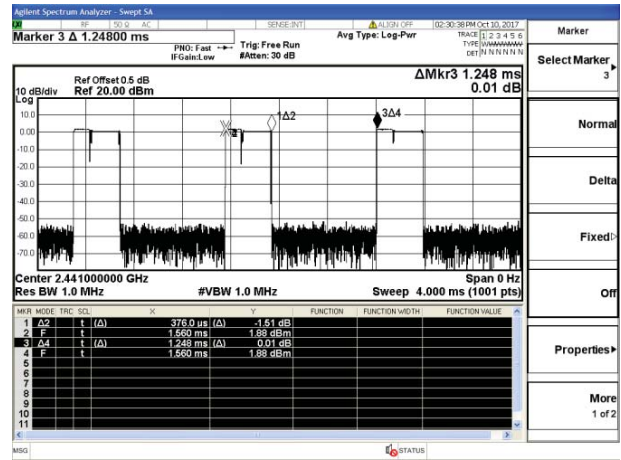 Agilent Spectrum Analyzer - Swept SA
RF 50 Ω AC SENSE:INT ALIGN OFF 02:30:38 PM Oct 10, 2017
Marker 3 Δ 1.24800 ms
Avg Type: Log-Pwr
TRACE 1 2 3 4 5 6
TYPE
DET N N N N N N
PNO: Fast
IFGain:Low
Trig: Free Run
#Atten: 30 dB
Marker
Select Marker
3
Normal
Delta
Fixed
Off
Properties
More
1 of 2
ΔMkr3 1.248 ms
0.01 dB
Ref Offset 0.5 dB
10 dB/div Ref 20.00 dBm
Log
10.0
0.00
-10.0
-20.0
-30.0
-40.0
-50.0
-60.0
-70.0
1Δ2
3Δ4
Center 2.441000000 GHz Span 0 Hz
Res BW 1.0 MHz #VBW 1.0 MHz Sweep 4.000 ms (1001 pts)
MKR MODE TRC SCL X Y FUNCTION FUNCTION WIDTH FUNCTION VALUE
1 Δ2 t (Δ) 376.0 µs (Δ) -1.51 dB
2 F t 1.560 ms 1.88 dBm
3 Δ4 t (Δ) 1.248 ms (Δ) 0.01 dB
4 F t 1.560 ms 1.88 dBm
5
6
7
8
9
10
11
MSG STATUS